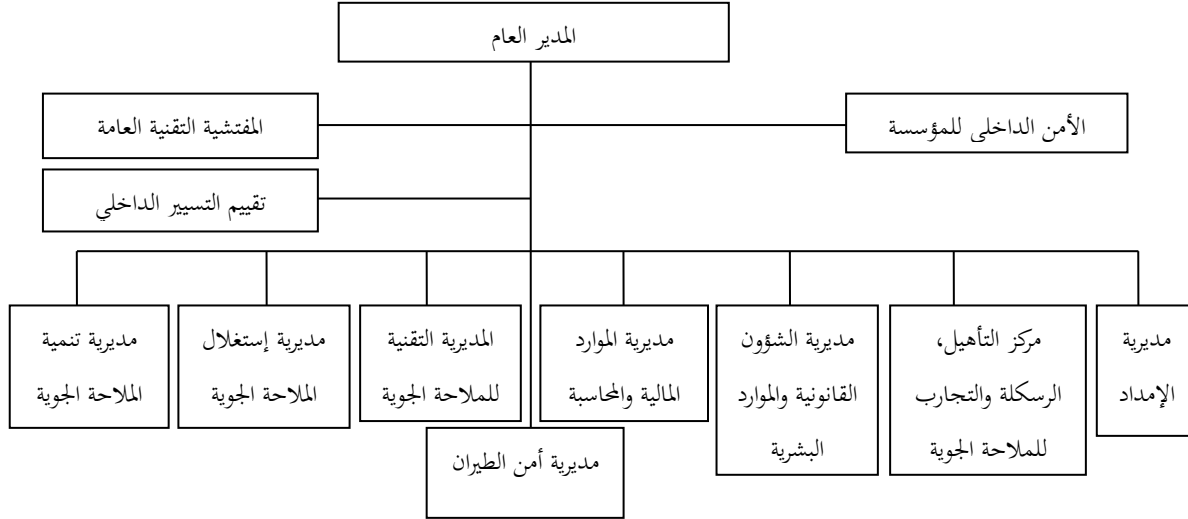 المدير العام
الأمن الداخلي للمؤسسة
المفتشية التقنية العامة
تقييم التسيير الداخلي
مديرية
الإمداد
مركز التأهيل،
الرسكلة والتجارب
للملاحة الجوية
مديرية الشؤون
القانونية والموارد
البشرية
مديرية الموارد
المالية والمحاسبة
المديرية التقنية
للملاحة الجوية
مديرية إستغلال
الملاحة الجوية
مديرية تنمية
الملاحة الجوية
مديرية أمن الطيران